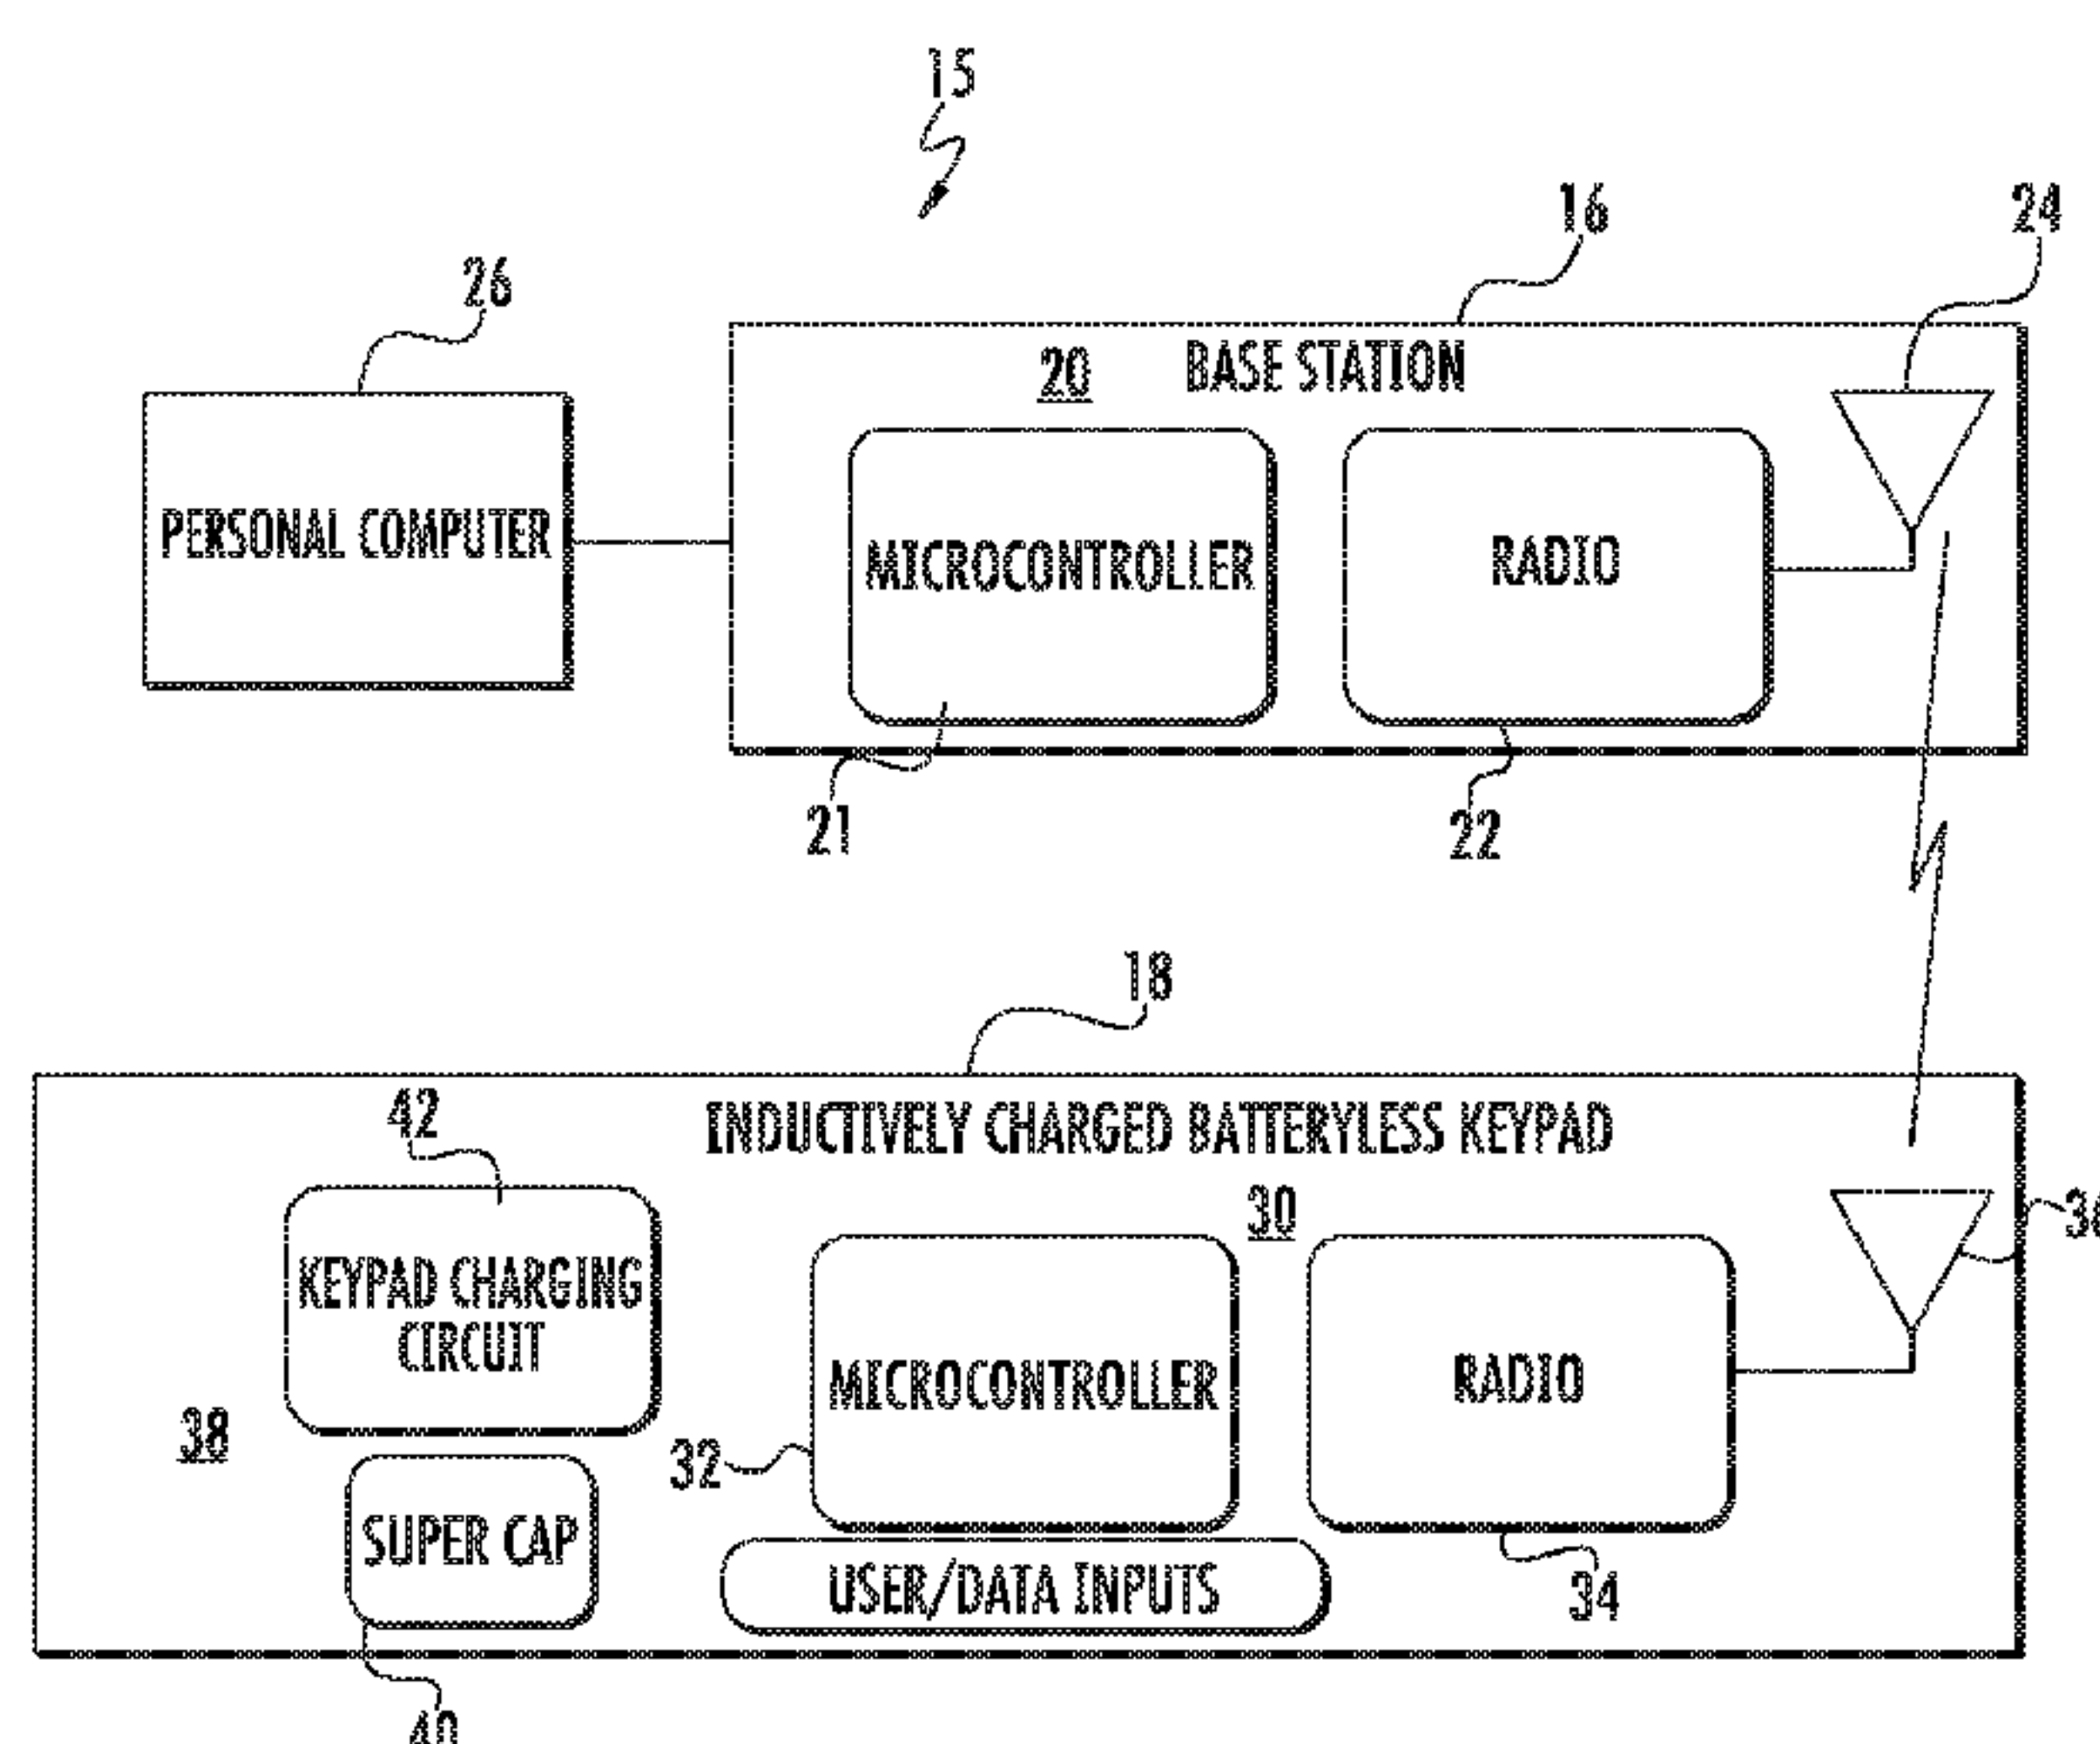 15
16
24
26
20 BASE STATION
PERSONAL COMPUTER
MICROCONTROLLER
RADIO
21
22
18
42
INDUCTIVELY CHARGED BATTERYLESS KEYPAD
30
KEYPAD CHARGING
CIRCUIT
MICROCONTROLLER
RADIO
38
32
SUPER CAP
USER/DATA INPUTS
34
40